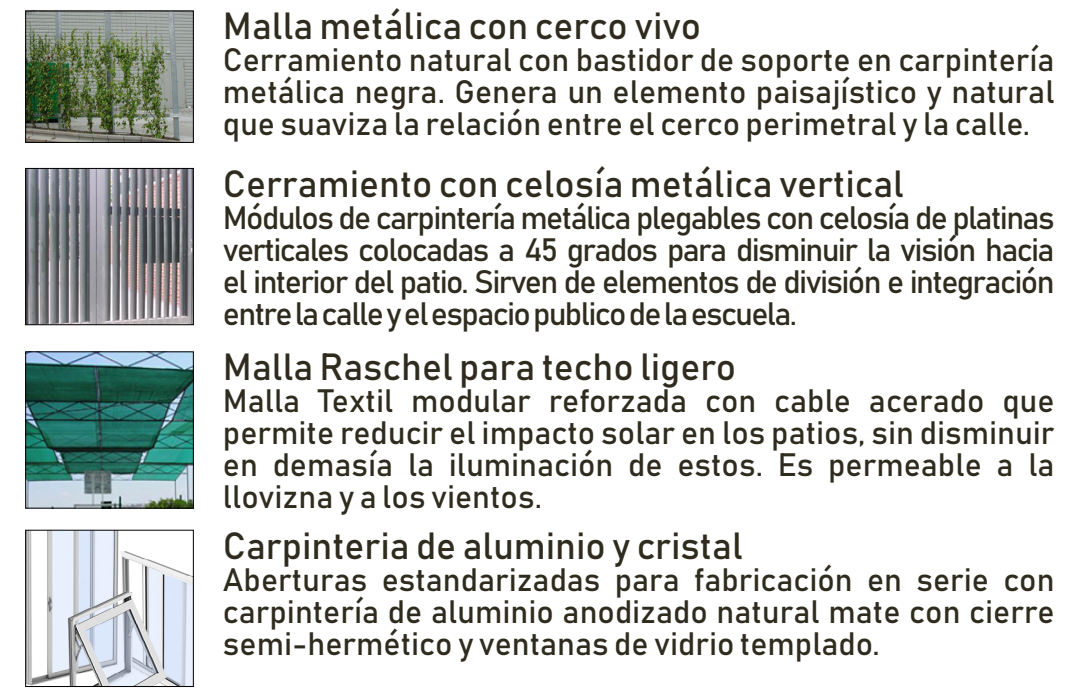 Malla metálica con cerco vivo
Cerramiento natural con bastidor de soporte en carpintería
metálica negra. Genera un elemento paisajístico y natural
que suaviza la relación entre el cerco perimetral y la calle.
Cerramiento con celosía metálica vertical
Módulos de carpintería metálica plegables con celosía de platinas
verticales colocadas a 45 grados para disminuir la visión hacia
el interior del patio. Sirven de elementos de división e integración
entre la calle y el espacio publico de la escuela.
Malla Raschel para techo ligero
Malla Textil modular reforzada con cable acerado que
permite reducir el impacto solar en los patios, sin disminuir
en demasía la iluminación de estos. Es permeable a la
llovizna y a los vientos.
Carpinteria de aluminio y cristal
Aberturas estandarizadas para fabricación en serie con
carpintería de aluminio anodizado natural mate con cierre
semi-hermético y ventanas de vidrio templado.